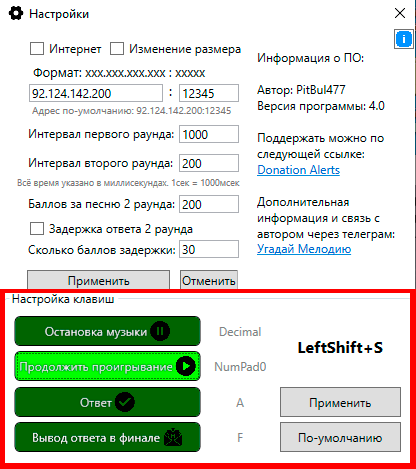 Настройки
Интернет
Изменение размера
Формат: xxx.xxx.xxx.xxx : xxxxx
92.124.142.200 : 12345
Адрес по-умолчанию: 92.124.142.200:12345
Интервал первого раунда: 1000
Интервал второго раунда: 200
Всё время указано в миллисекундах. 1сек = 1000мсек
Баллов за песню 2 раунда: 200
Задержка ответа 2 раунда
Сколько баллов задержки: 30
Применить
Отменить
Информация о ПО:
Автор: PitBul477
Версия программы: 4.0
Поддержать можно по
следующей ссылке:
Donation Alerts
Дополнительная
информация и связь с
автором через телеграм:
Угадай Мелодию
Настройка клавиш
Остановка музыки
Decimal
Продолжить проигрывание
NumPad0
Ответ
A
Вывод ответа в финале
F
LeftShift+S
Применить
По-умолчанию